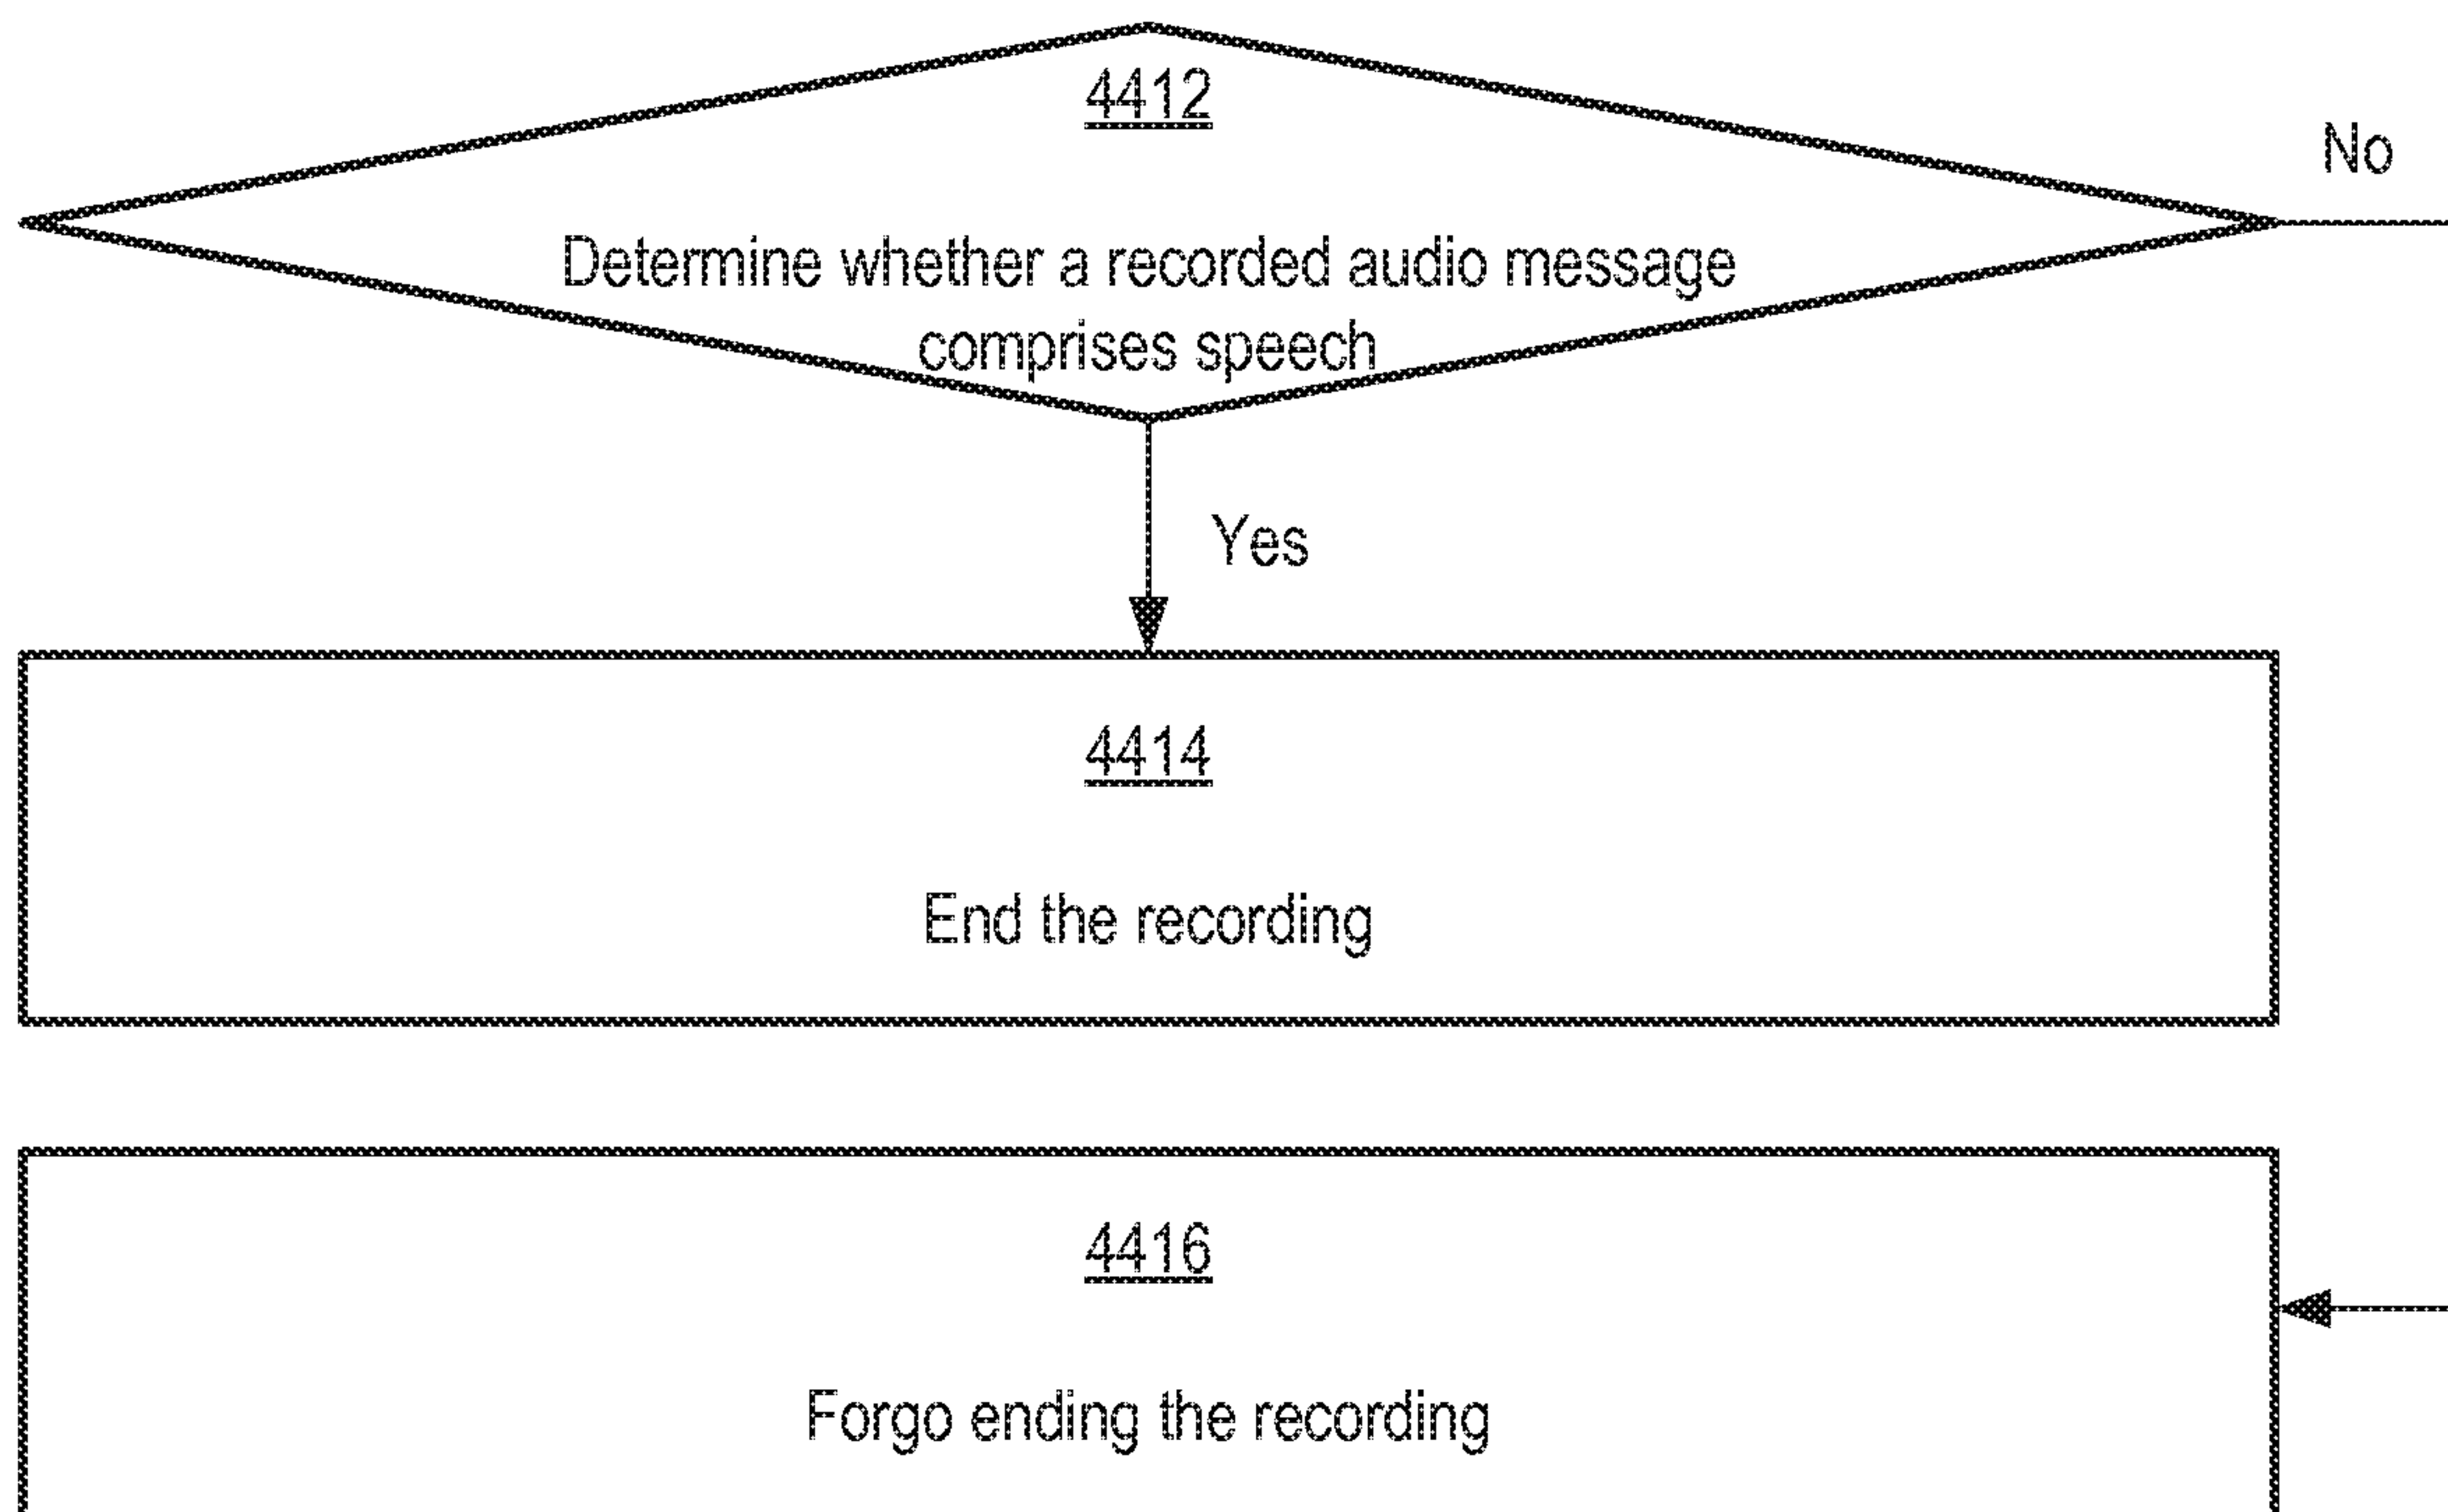 4412
No
Determine whether a recorded audio message
comprises speech
Yes
4414
End the recording
4416
Forgo ending the recording